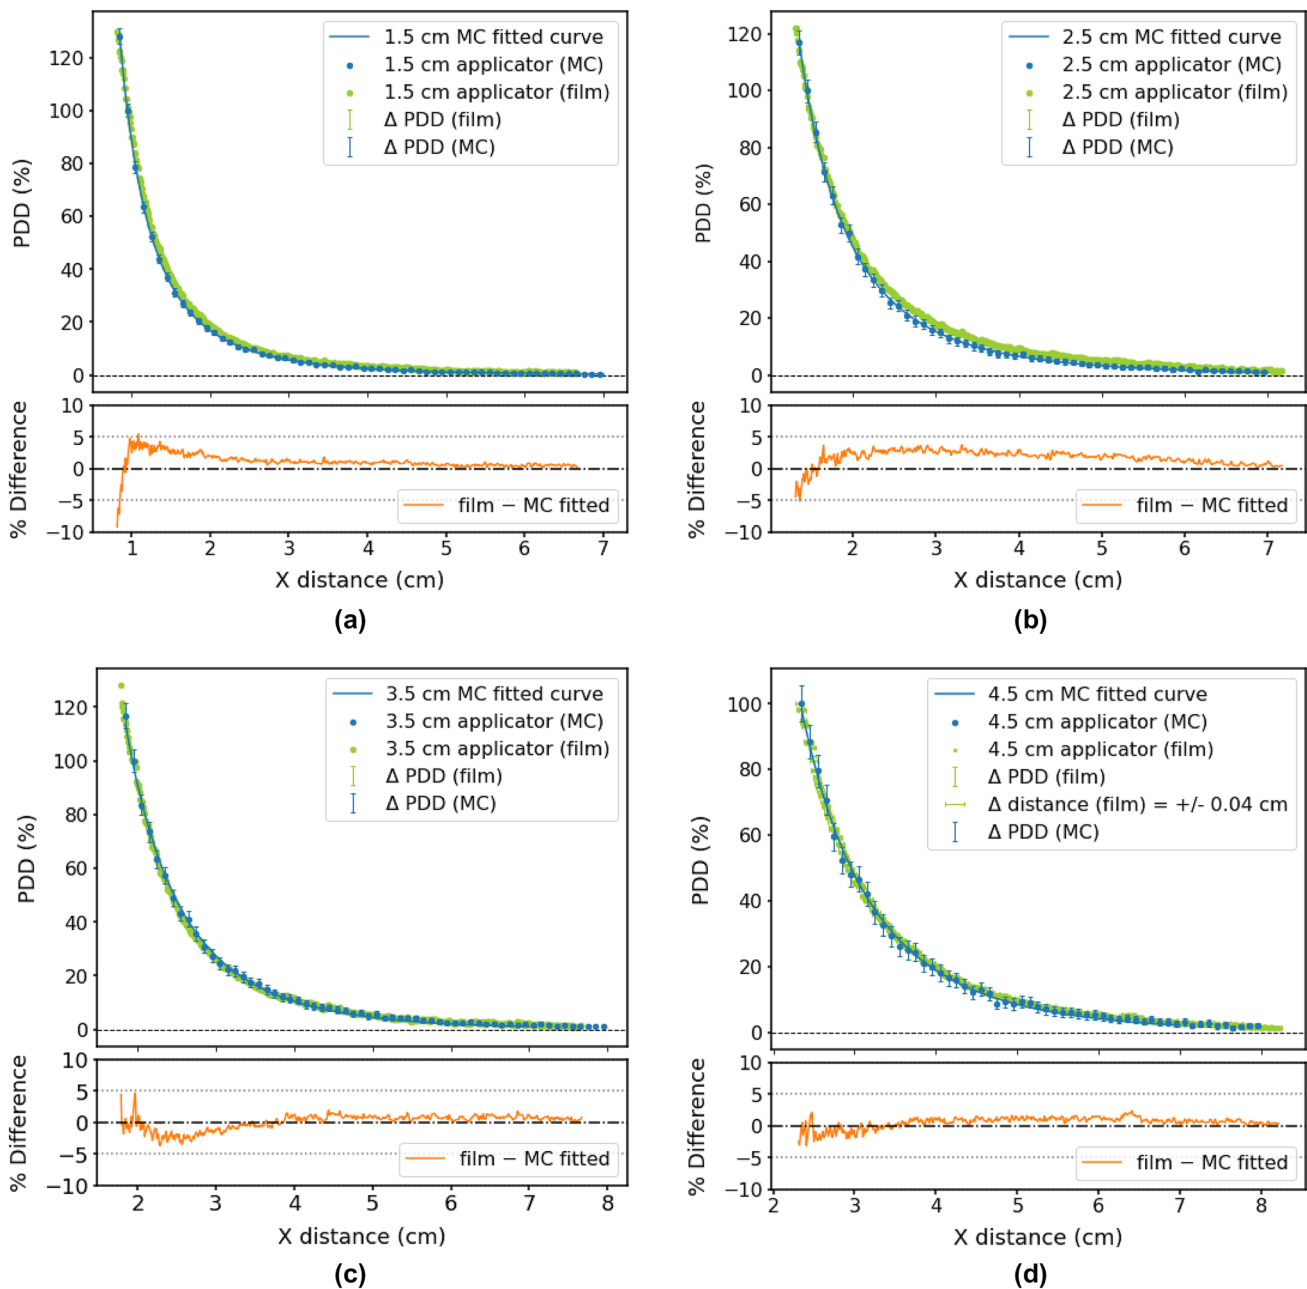 1.5 cm MC fitted curve
1.5 cm applicator (MC)
1.5 cm applicator (film)
Δ PDD (film)
Δ PDD (MC)
PDD (%)
120
100
80
60
40
20
0
% Difference
10
5
0
−5
−10
film − MC fitted
1 2 3 4 5 6 7
X distance (cm)
(a)
2.5 cm MC fitted curve
2.5 cm applicator (MC)
2.5 cm applicator (film)
Δ PDD (film)
Δ PDD (MC)
PDD (%)
120
100
80
60
40
20
0
% Difference
10
5
0
−5
−10
film − MC fitted
2 3 4 5 6 7
X distance (cm)
(b)
3.5 cm MC fitted curve
3.5 cm applicator (MC)
3.5 cm applicator (film)
Δ PDD (film)
Δ PDD (MC)
PDD (%)
120
100
80
60
40
20
0
% Difference
10
5
0
−5
−10
film − MC fitted
2 3 4 5 6 7 8
X distance (cm)
(c)
4.5 cm MC fitted curve
4.5 cm applicator (MC)
4.5 cm applicator (film)
Δ PDD (film)
Δ distance (film) = +/- 0.04 cm
Δ PDD (MC)
PDD (%)
100
80
60
40
20
0
% Difference
10
5
0
−5
−10
film − MC fitted
2 3 4 5 6 7 8
X distance (cm)
(d)